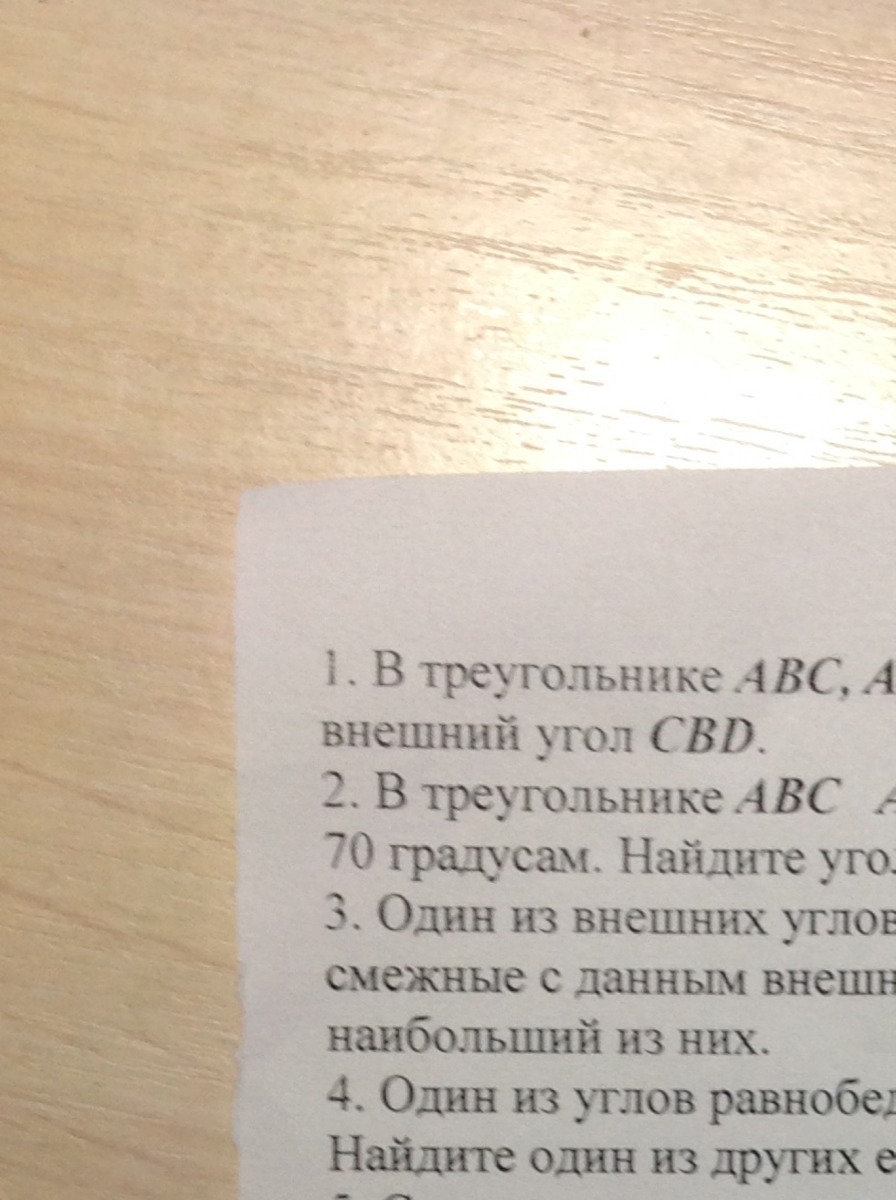 1. В треугольнике ABC, A
внешний угол CBD.
2. В треугольнике ABC A
70 градусам. Найдите
3. Один из внешних углов
смежные с данным
наибольший из них.
4. Один из углов
Найдите один из других